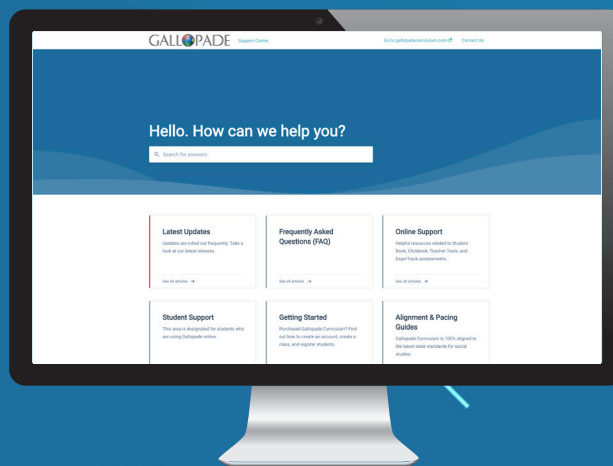 GALLOPADE Support Center
Go to gallopadecurriculum.com Contact Us
Hello. How can we help you?
Search for answers
Latest Updates
Updates are rolled out frequently. Take a
look at our latest releases.
See all articles →
Frequently Asked
Questions (FAQ)
See all articles →
Online Support
Helpful resources related to Student
Book, Clickbook, Teacher Tools, and
ExperTrack assessments.
See all articles →
Student Support
This area is designated for students who
are using Gallopade online.
Getting Started
Purchased Gallopade Curriculum? Find
out how to create an account, create a
class, and register students.
Alignment & Pacing
Guides
Gallopade Curriculum is 100% aligned to
the latest state standards for social
studies.